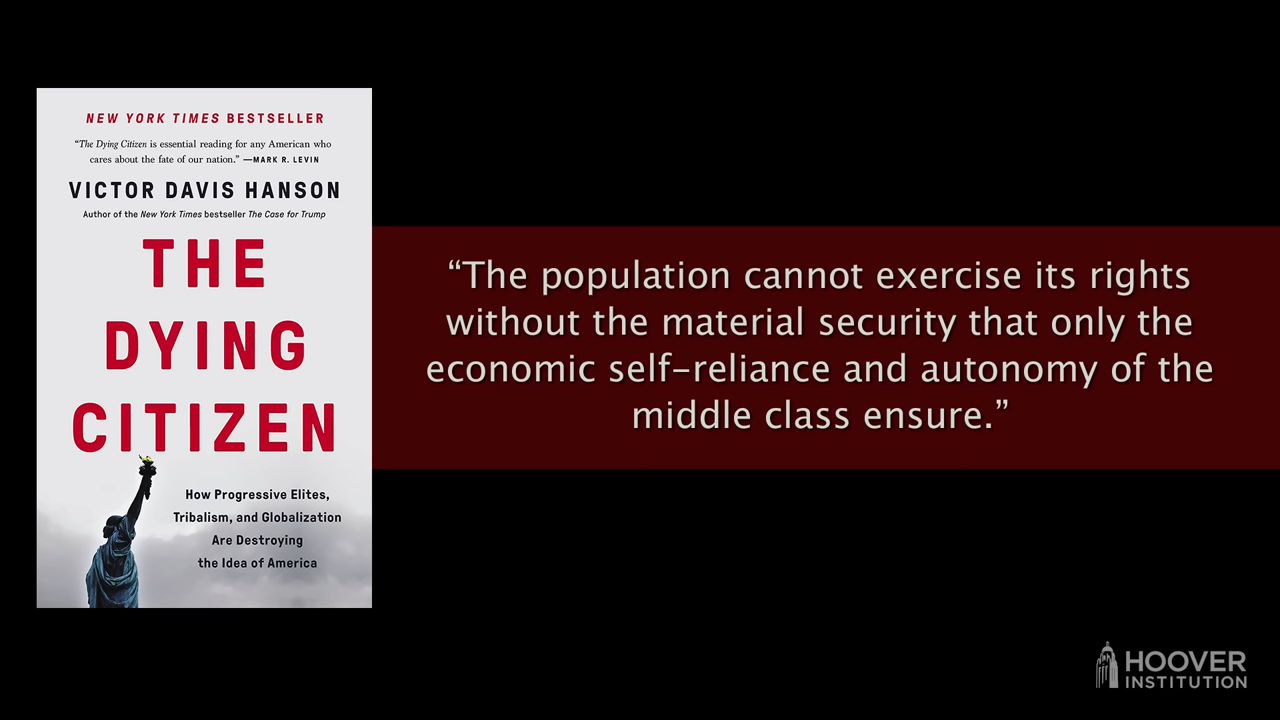 NEW YORK TIMES BESTSELLER
“The Dying Citizen is essential reading for any American who
cares about the fate of our nation.” —MARK R. LEVIN
VICTOR DAVIS HANSON
Author of the New York Times bestseller The Case for Trump
THE
DYING
CITIZEN
How Progressive Elites,
Tribalism, and Globalization
Are Destroying
the Idea of America
“The population cannot exercise its rights
without the material security that only the
economic self-reliance and autonomy of the
middle class ensure.”
HOOVER
INSTITUTION